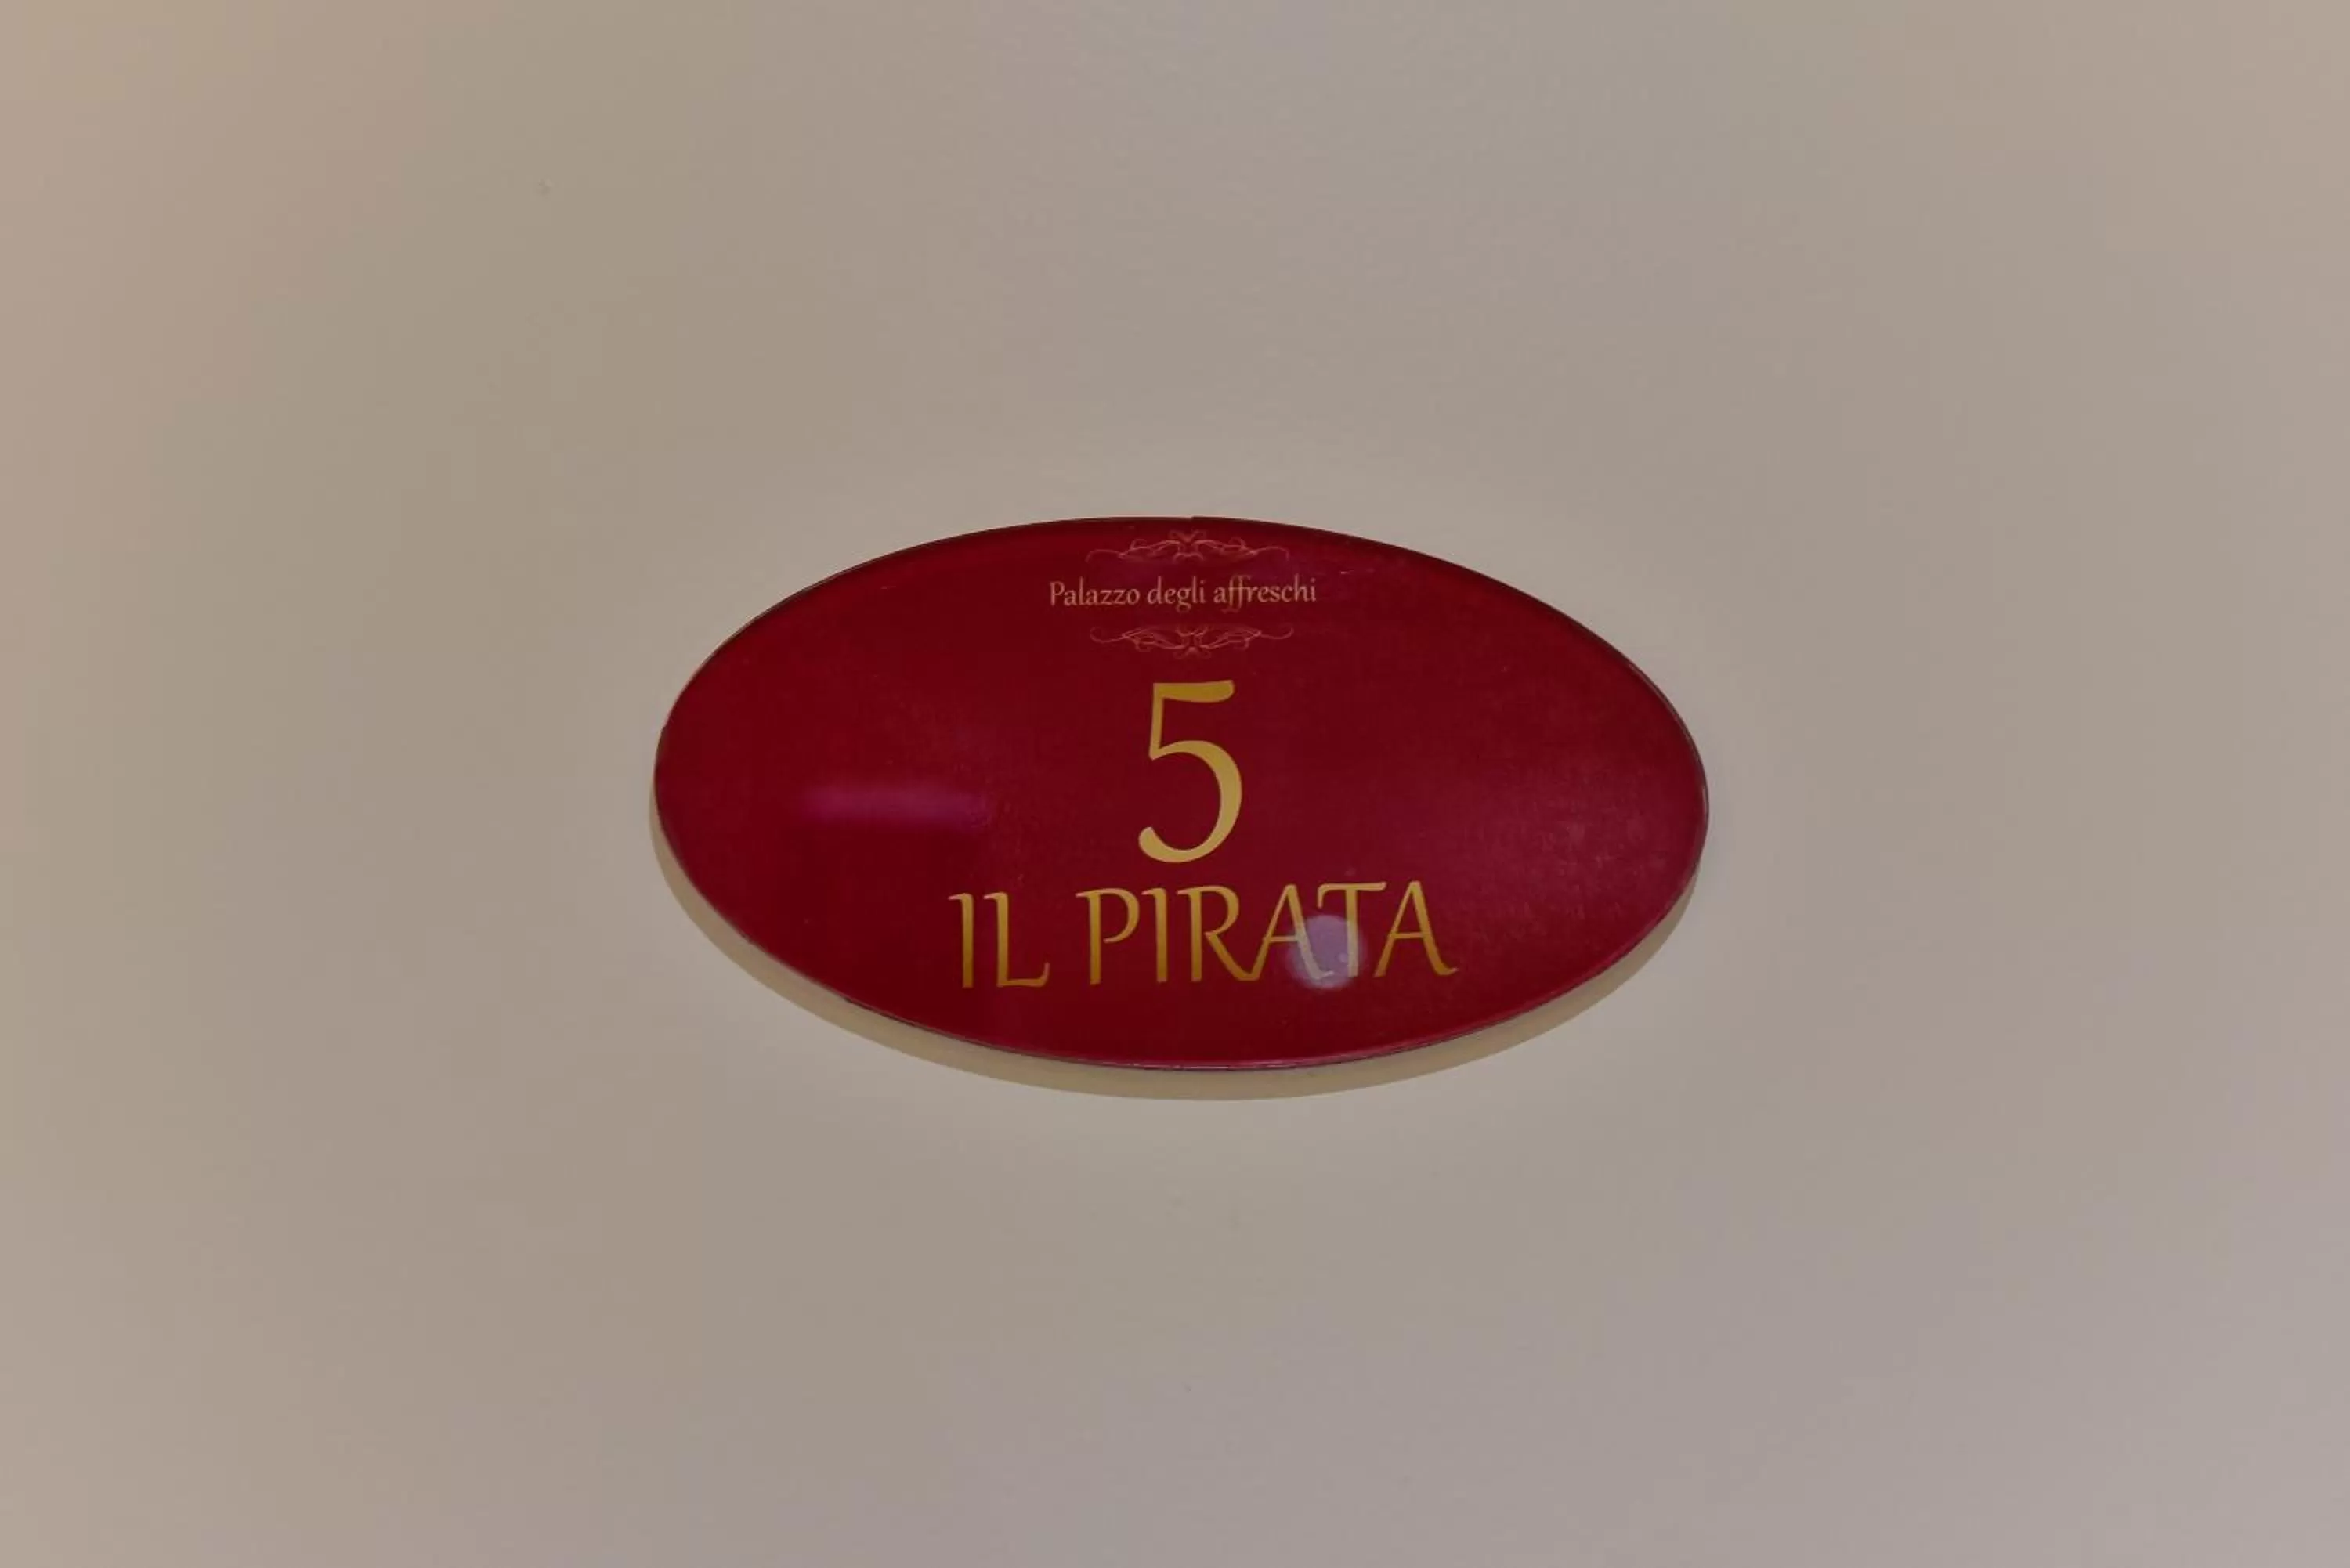 Palazzo degli affreschi
5
IL PIRATA